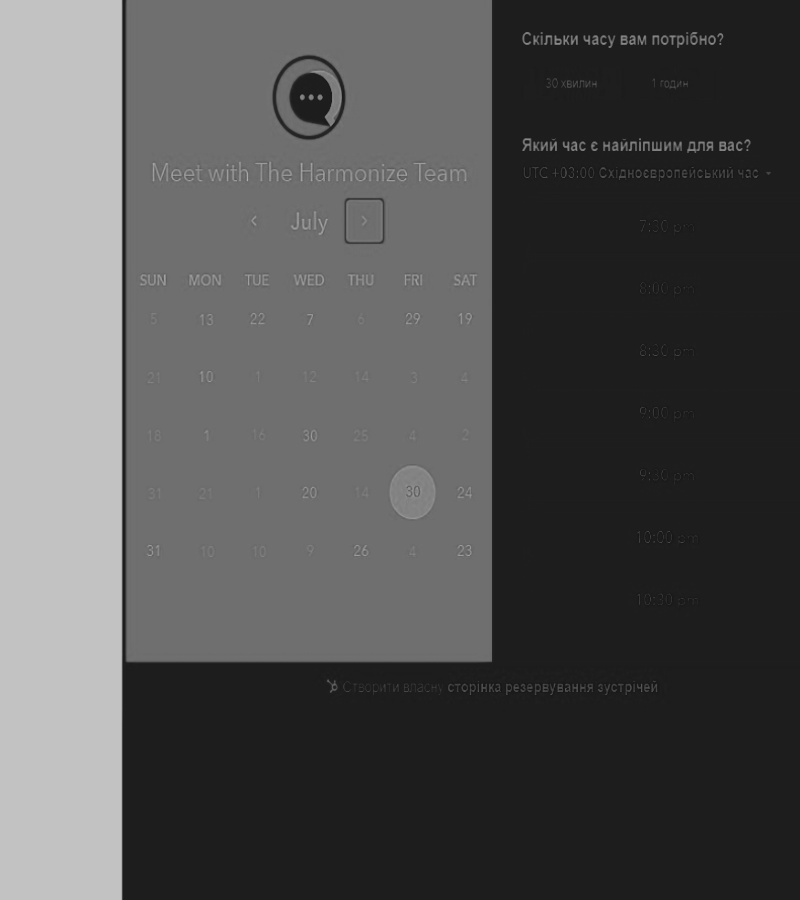 Meet with The Harmonize Team
July
SUN MON TUE WED THU FRI SAT
5 13 22 7 6 29 19
21 10 1 12 14 3 4
18 1 16 30 25 4 2
31 21 1 20 14 30 24
31 10 10 9 26 4 23
Скільки часу вам потрібно?
30 хвилин 1 годин
Який час є найліпшим для вас?
UTC +03:00 Східноєвропейський час
7:30 pm
8:00 pm
8:30 pm
9:00 pm
9:30 pm
10:00 pm
10:30 pm
Створити власну сторінка резервування зустрічей